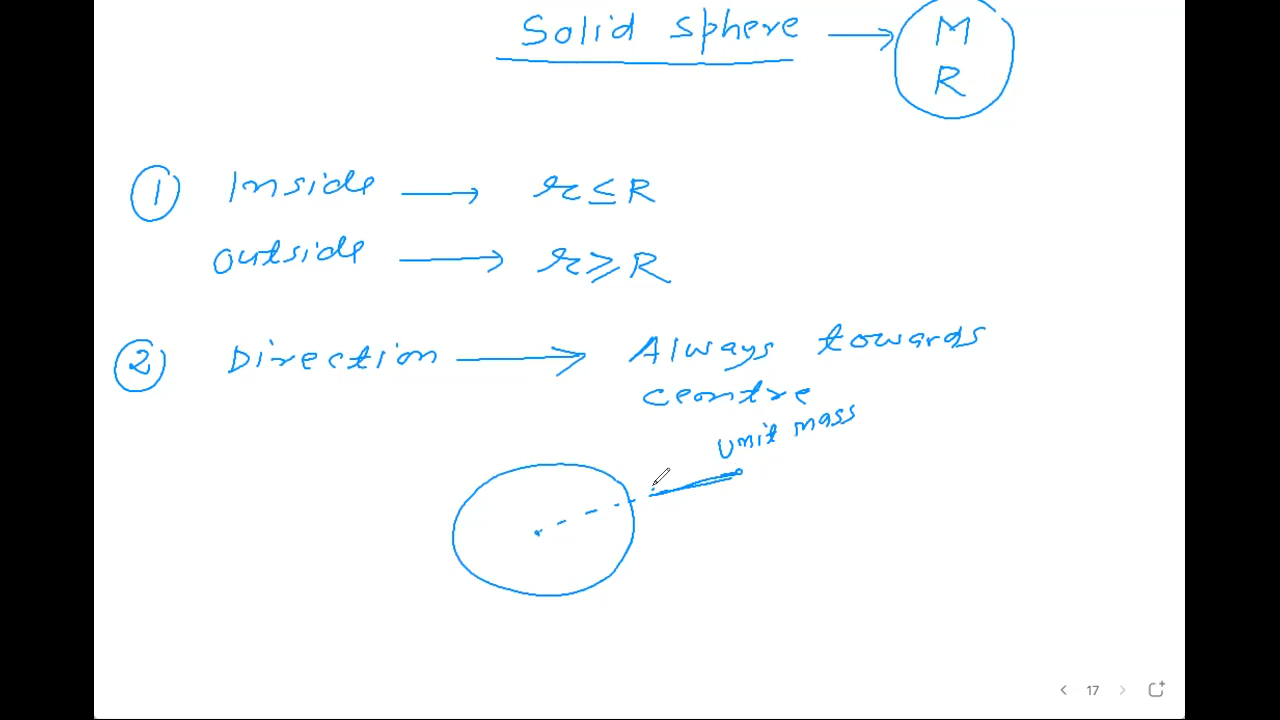 Solid sphere → M
R
① Inside → r ≤ R
outside → r ≥ R
② Direction → Always towards
centre
unit mass
17